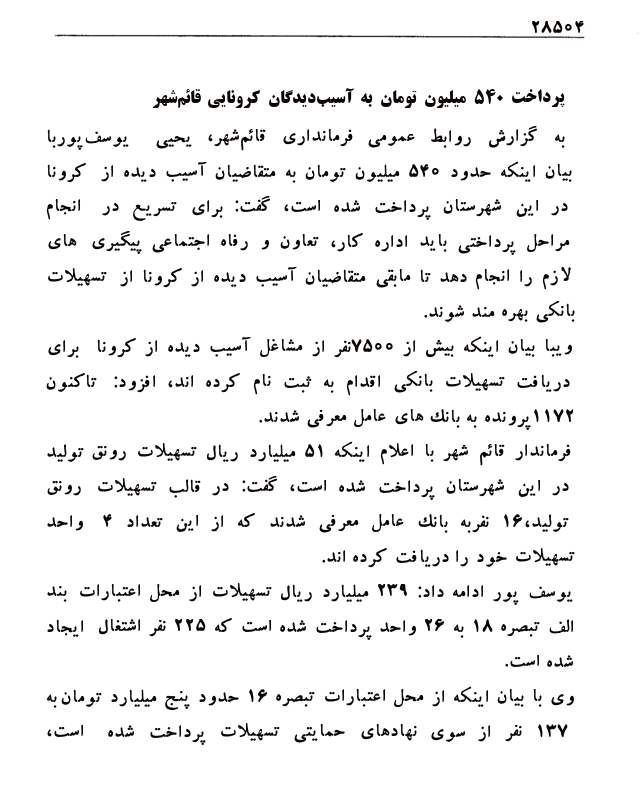 ۲۸۵۰۴
پرداخت ۵۴۰ میلیون تومان به آسیب‌دیدگان کرونایی قائم‌شهر
به گزارش روابط عمومی فرمانداری قائم‌شهر، یحیی یوسف‌پوربا
بیان اینکه حدود ۵۴۰ میلیون تومان به متقاضیان آسیب دیده از کرونا
در این شهرستان پرداخت شده است، گفت: برای تسریع در انجام
مراحل پرداختی باید اداره کار، تعاون و رفاه اجتماعی پیگیری های
لازم را انجام دهد تا مابقی متقاضیان آسیب دیده از کرونا از تسهیلات
بانکی بهره مند شوند.
ویبا بیان اینکه بیش از ۷۵۰۰نفر از مشاغل آسیب دیده از کرونا برای
دریافت تسهیلات بانکی اقدام به ثبت نام کرده اند، افزود: تاکنون
۱۱۷۲پرونده به بانك های عامل معرفی شدند.
فرماندار قائم شهر با اعلام اینکه ۵۱ میلیارد ریال تسهیلات رونق تولید
در این شهرستان پرداخت شده است، گفت: در قالب تسهیلات رونق
تولید،۱۶ نفربه بانك عامل معرفی شدند که از این تعداد ۴ واحد
تسهیلات خود را دریافت کرده اند.
یوسف پور ادامه داد: ۲۳۹ میلیارد ریال تسهیلات از محل اعتبارات بند
الف تبصره ۱۸ به ۲۶ واحد پرداخت شده است که ۲۲۵ نفر اشتغال ایجاد
شده است.
وی با بیان اینکه از محل اعتبارات تبصره ۱۶ حدود پنج میلیارد تومان‌به
۱۳۷ نفر از سوی نهادهای حمایتی تسهیلات پرداخت شده است،